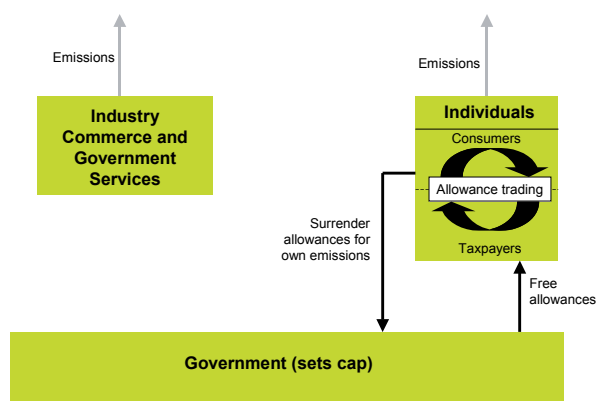 Emissions
Industry
Commerce and
Government
Services
Emissions
Individuals
Consumers
Allowance trading
Taxpayers
Surrender
allowances for
own emissions
Free
allowances
Government (sets cap)